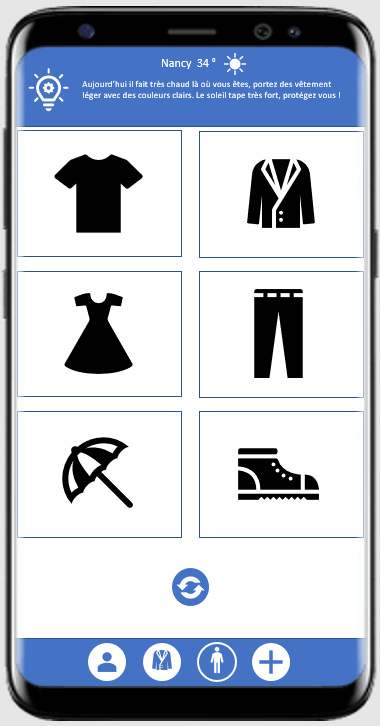 Nancy 34 °
Aujourd'hui il fait très chaud là où vous êtes, portez des vêtement
léger avec des couleurs clairs. Le soleil tape très fort, protégez vous !